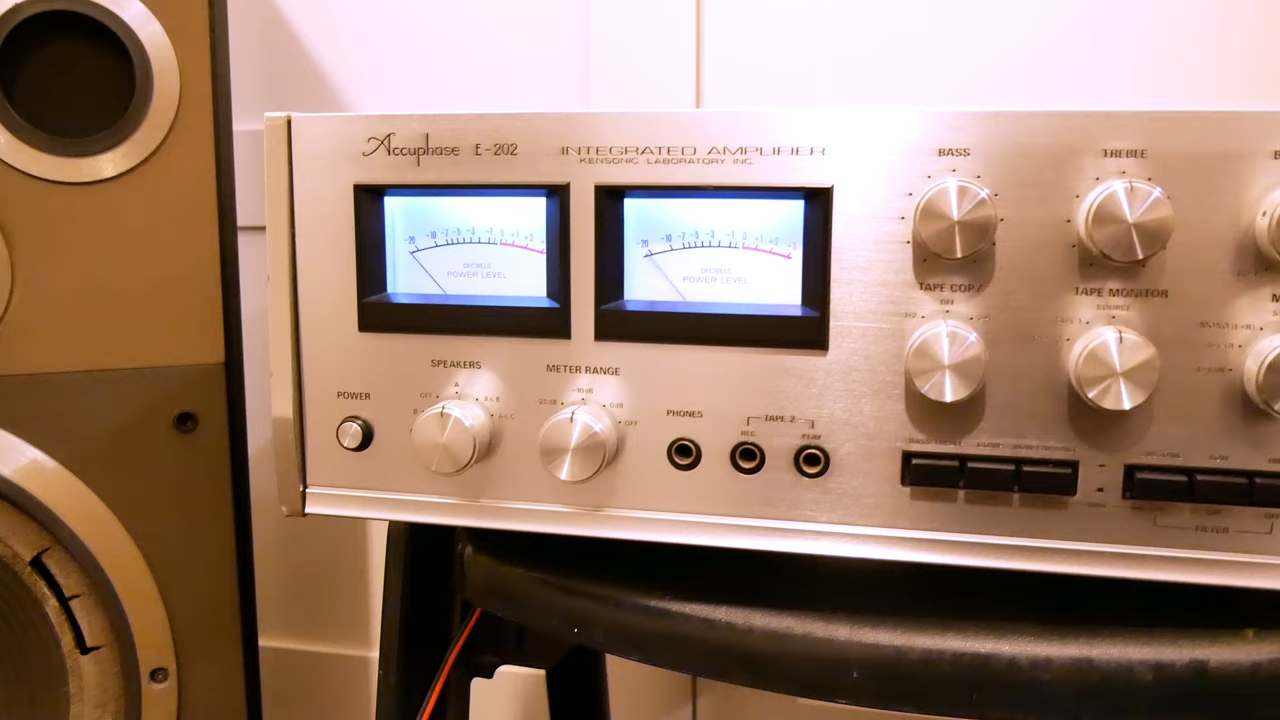 Accuphase E-202
INTEGRATED AMPLIFIER
KENSONIC LABORATORY INC.
-20 -10 -7 -5 -3 -1 0 +1 +2
DECIBELS
POWER LEVEL
-20 -10 -7 -5 -3 -1 0 +1 +2 +3
DECIBELS
POWER LEVEL
BASS
TREBLE
TAPE COPY
OFF
TAPE MONITOR
SOURCE
SPEAKERS
OFF
A
A&B
A&C
B
METER RANGE
-20dB
-10dB
0dB
OFF
POWER
PHONES
TAPE 2
REC
PLAY
FILTER